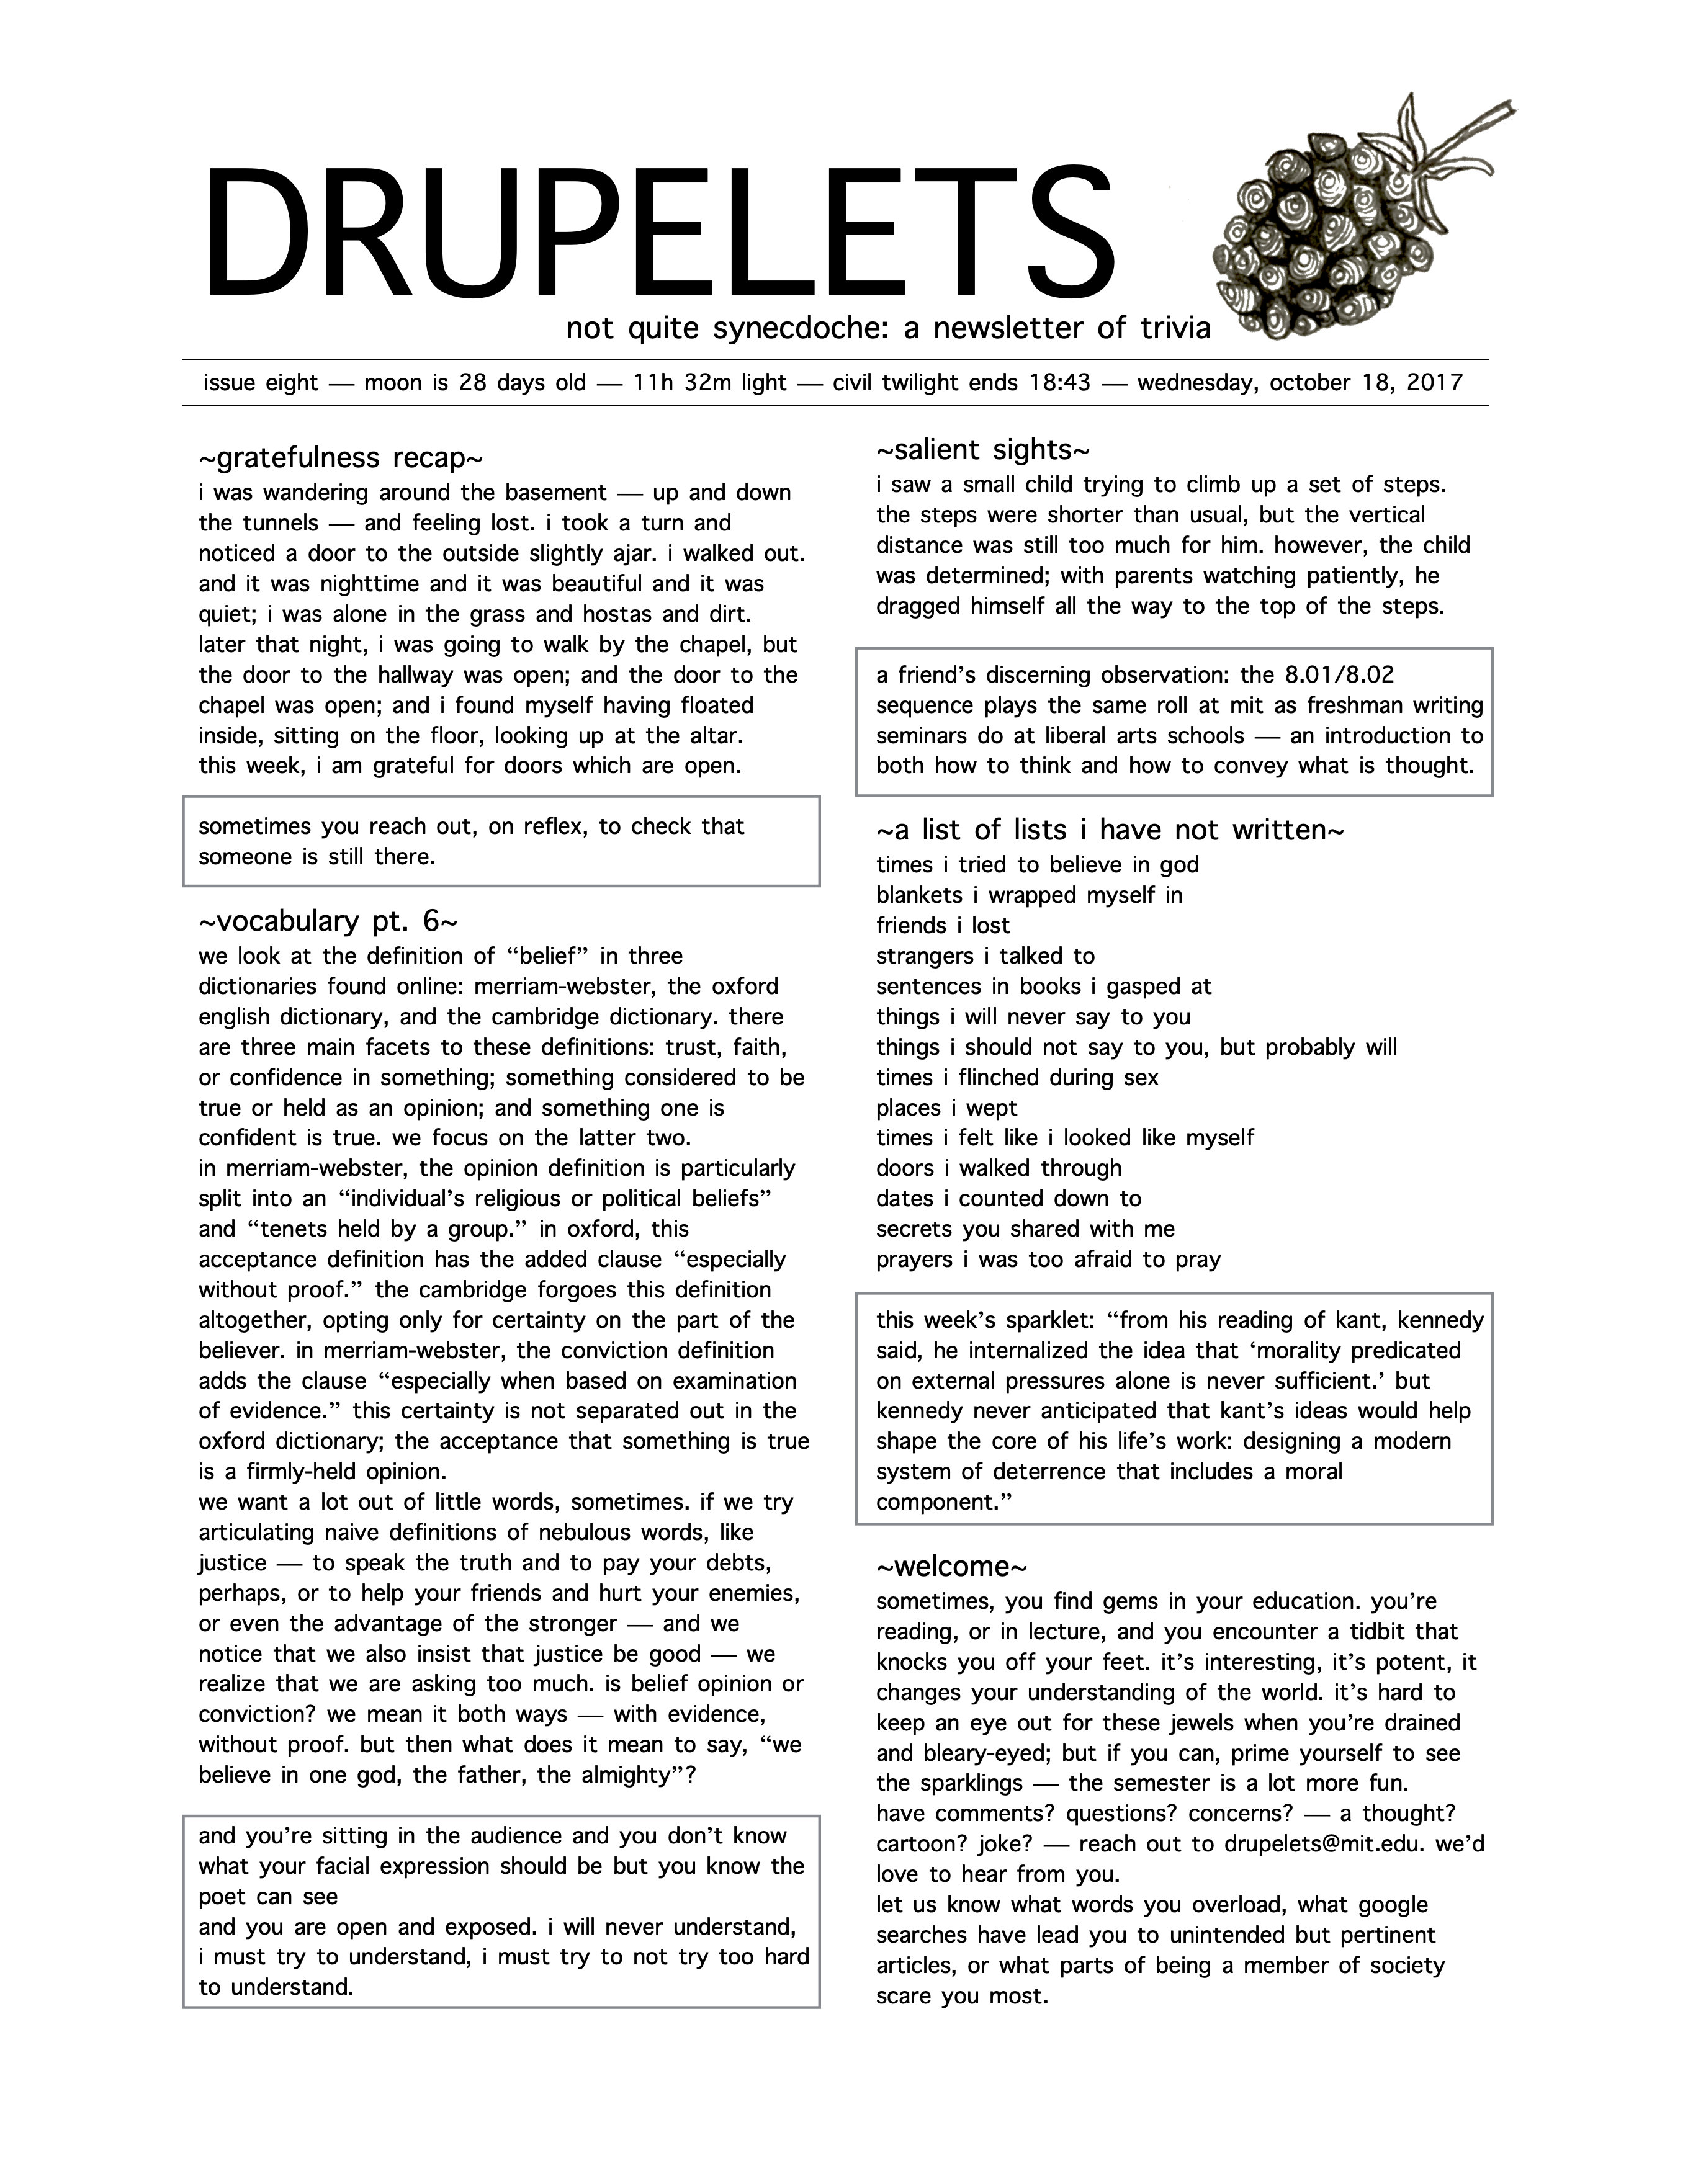 DRUPELETS
not quite synecdoche: a newsletter of trivia
issue eight — moon is 28 days old — 11h 32m light — civil twilight ends 18:43 — wednesday, october 18, 2017
~gratefulness recap~
i was wandering around the basement — up and down
the tunnels — and feeling lost. i took a turn and
noticed a door to the outside slightly ajar. i walked out.
and it was nighttime and it was beautiful and it was
quiet; i was alone in the grass and hostas and dirt.
later that night, i was going to walk by the chapel, but
the door to the hallway was open; and the door to the
chapel was open; and i found myself having floated
inside, sitting on the floor, looking up at the altar.
this week, i am grateful for doors which are open.
sometimes you reach out, on reflex, to check that
someone is still there.
~vocabulary pt. 6~
we look at the definition of “belief” in three
dictionaries found online: merriam-webster, the oxford
english dictionary, and the cambridge dictionary. there
are three main facets to these definitions: trust, faith,
or confidence in something; something considered to be
true or held as an opinion; and something one is
confident is true. we focus on the latter two.
in merriam-webster, the opinion definition is particularly
split into an “individual’s religious or political beliefs”
and “tenets held by a group.” in oxford, this
acceptance definition has the added clause “especially
without proof.” the cambridge forgoes this definition
altogether, opting only for certainty on the part of the
believer. in merriam-webster, the conviction definition
adds the clause “especially when based on examination
of evidence.” this certainty is not separated out in the
oxford dictionary; the acceptance that something is true
is a firmly-held opinion.
we want a lot out of little words, sometimes. if we try
articulating naive definitions of nebulous words, like
justice — to speak the truth and to pay your debts,
perhaps, or to help your friends and hurt your enemies,
or even the advantage of the stronger — and we
notice that we also insist that justice be good — we
realize that we are asking too much. is belief opinion or
conviction? we mean it both ways — with evidence,
without proof. but then what does it mean to say, “we
believe in one god, the father, the almighty”?
and you’re sitting in the audience and you don’t know
what your facial expression should be but you know the
poet can see
and you are open and exposed. i will never understand,
i must try to understand, i must try to not try too hard
to understand.
~salient sights~
i saw a small child trying to climb up a set of steps.
the steps were shorter than usual, but the vertical
distance was still too much for him. however, the child
was determined; with parents watching patiently, he
dragged himself all the way to the top of the steps.
a friend’s discerning observation: the 8.01/8.02
sequence plays the same roll at mit as freshman writing
seminars do at liberal arts schools — an introduction to
both how to think and how to convey what is thought.
~a list of lists i have not written~
times i tried to believe in god
blankets i wrapped myself in
friends i lost
strangers i talked to
sentences in books i gasped at
things i will never say to you
things i should not say to you, but probably will
times i flinched during sex
places i wept
times i felt like i looked like myself
doors i walked through
dates i counted down to
secrets you shared with me
prayers i was too afraid to pray
this week’s sparklet: “from his reading of kant, kennedy
said, he internalized the idea that ‘morality predicated
on external pressures alone is never sufficient.’ but
kennedy never anticipated that kant’s ideas would help
shape the core of his life’s work: designing a modern
system of deterrence that includes a moral
component.”
~welcome~
sometimes, you find gems in your education. you’re
reading, or in lecture, and you encounter a tidbit that
knocks you off your feet. it’s interesting, it’s potent, it
changes your understanding of the world. it’s hard to
keep an eye out for these jewels when you’re drained
and bleary-eyed; but if you can, prime yourself to see
the sparklings — the semester is a lot more fun.
have comments? questions? concerns? — a thought?
cartoon? joke? — reach out to drupelets@mit.edu. we’d
love to hear from you.
let us know what words you overload, what google
searches have lead you to unintended but pertinent
articles, or what parts of being a member of society
scare you most.